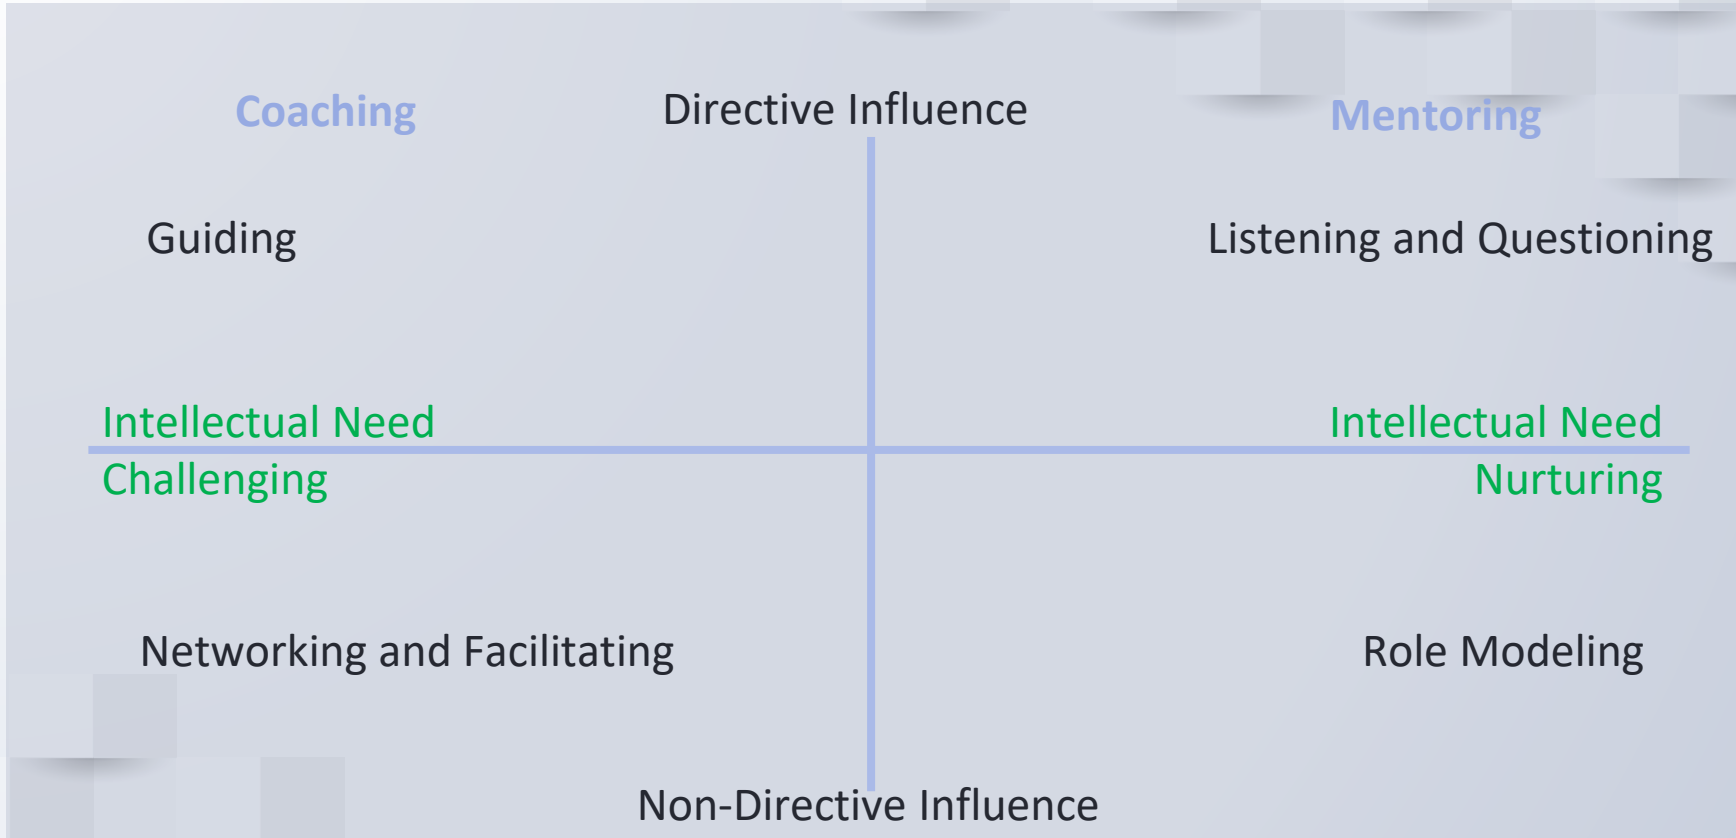 Coaching
Directive Influence
Mentoring
Guiding
Listening and Questioning
Intellectual Need
Intellectual Need
Challenging
Nurturing
Networking and Facilitating
Role Modeling
Non-Directive Influence